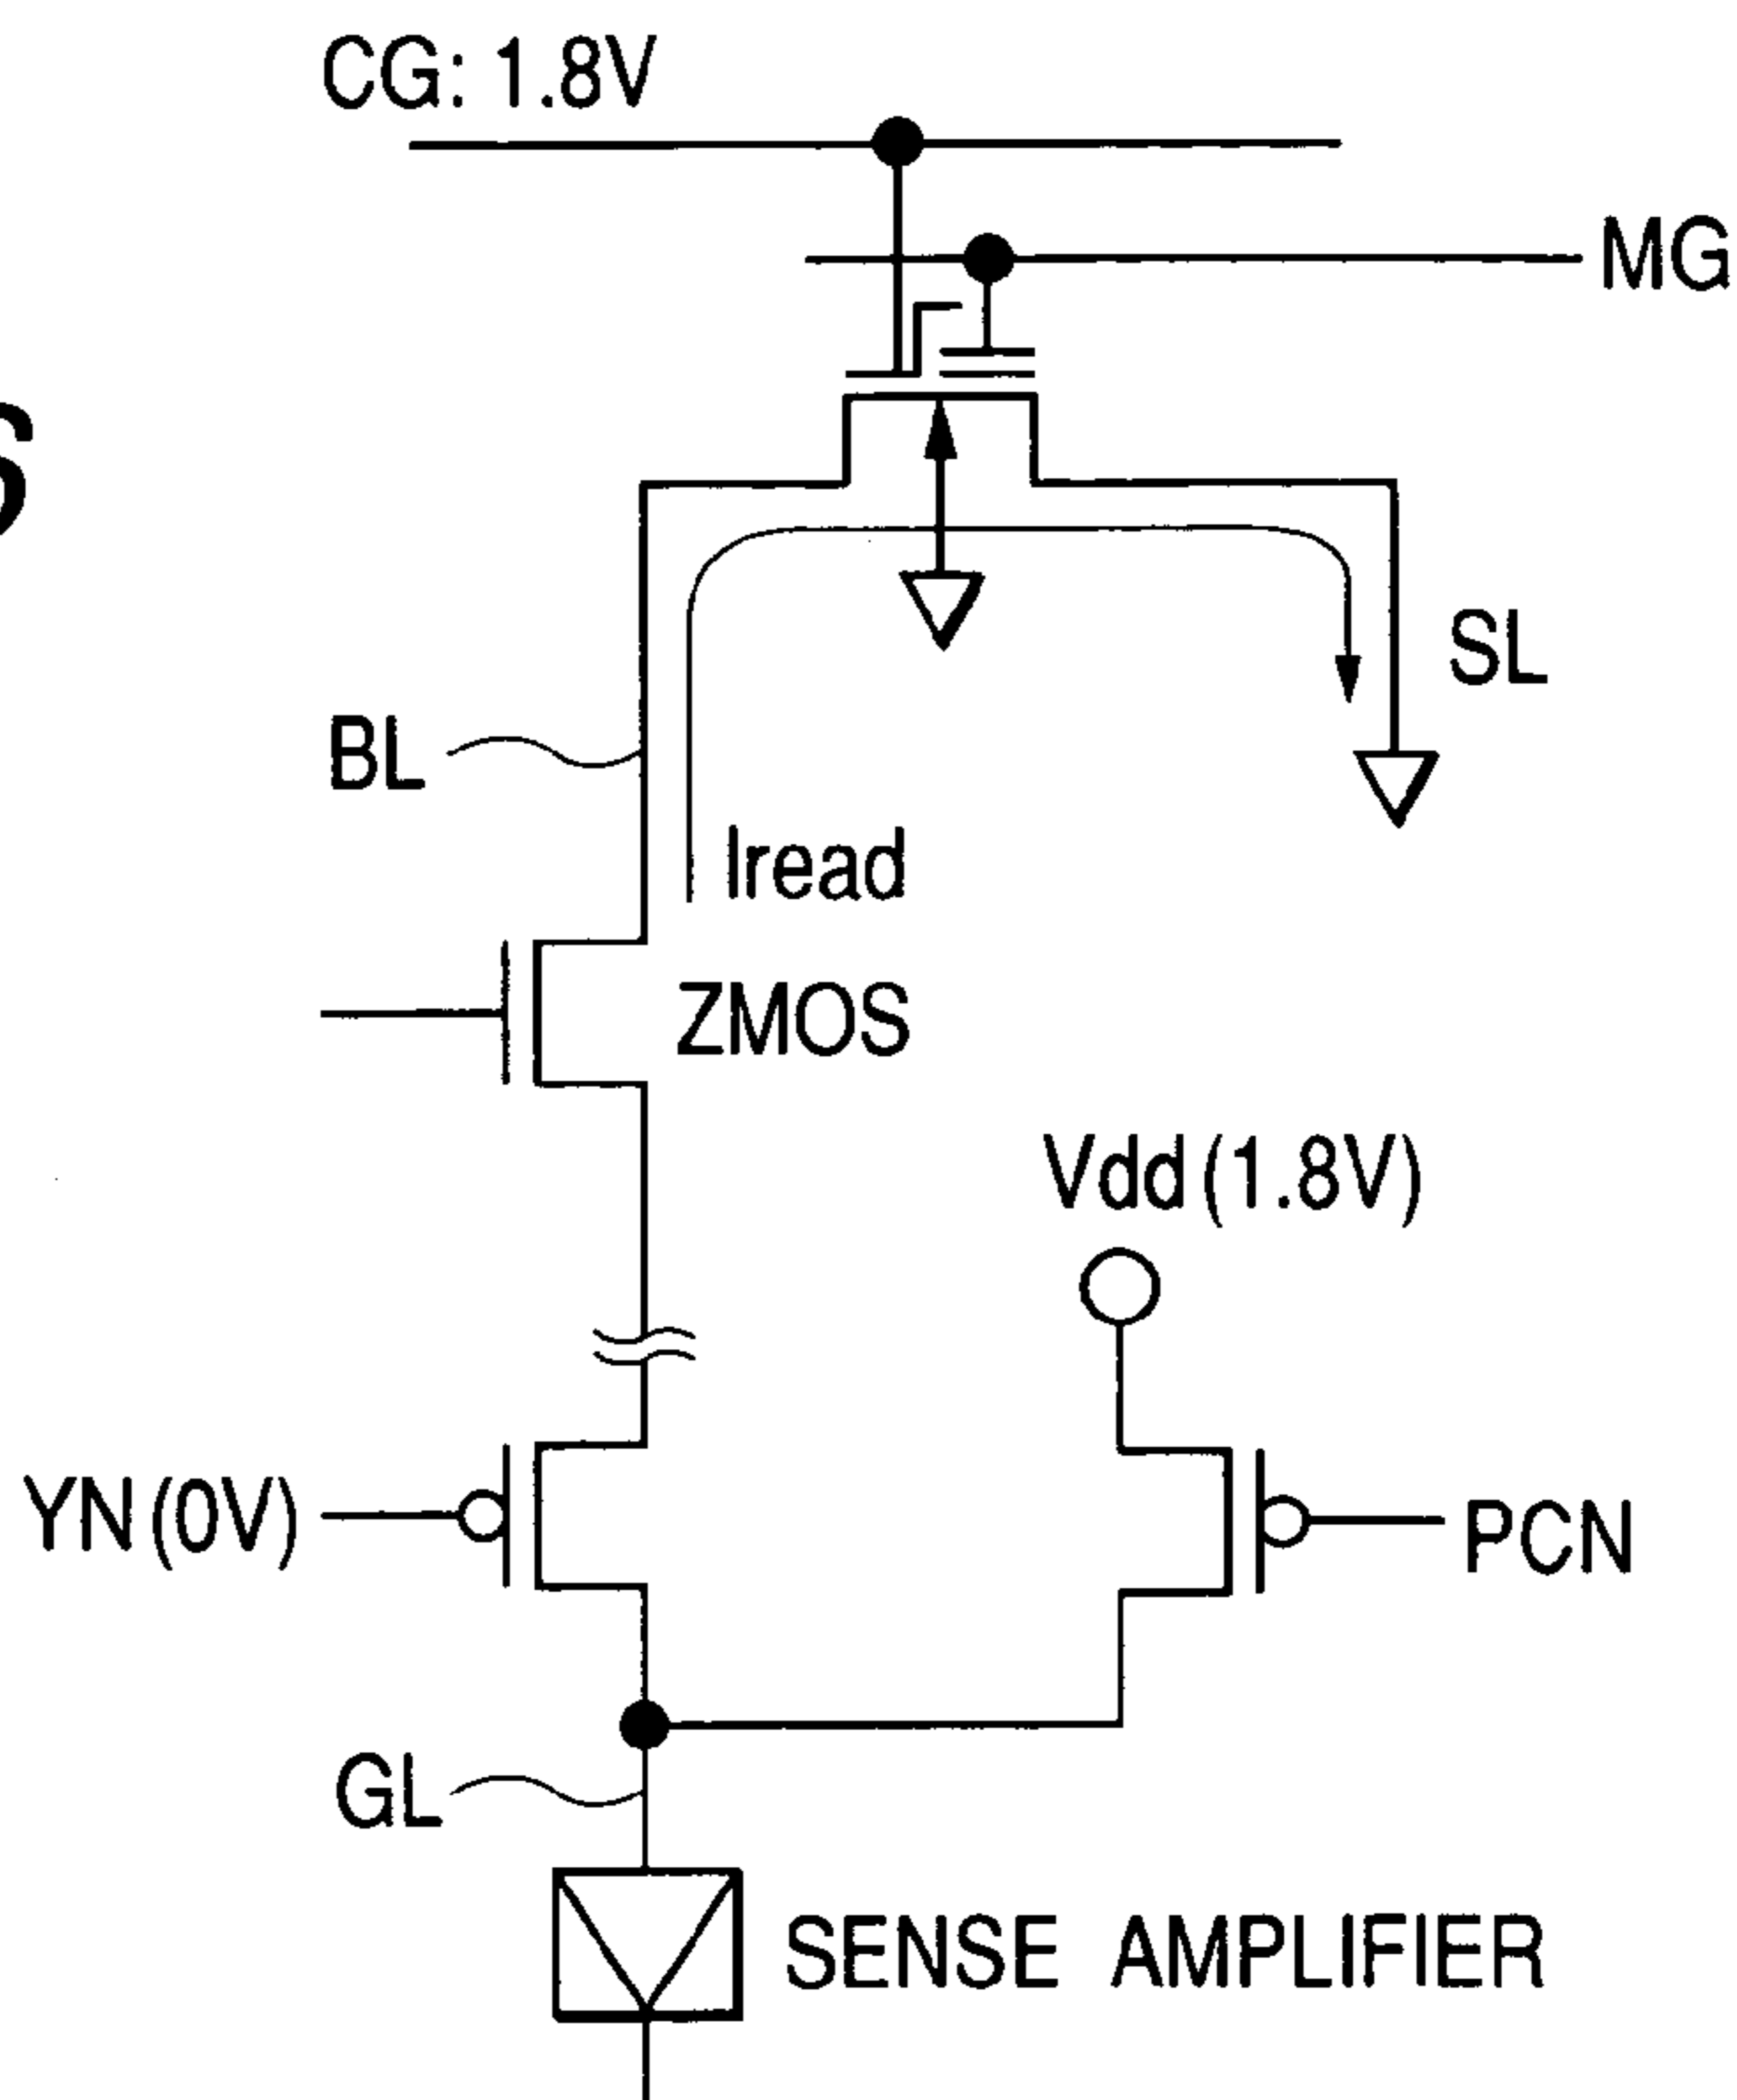 CG: 1.8V
MG
S
SL
BL
Iread
ZMOS
Vdd(1.8V)
YN(0V)
PCN
GL
SENSE AMPLIFIER